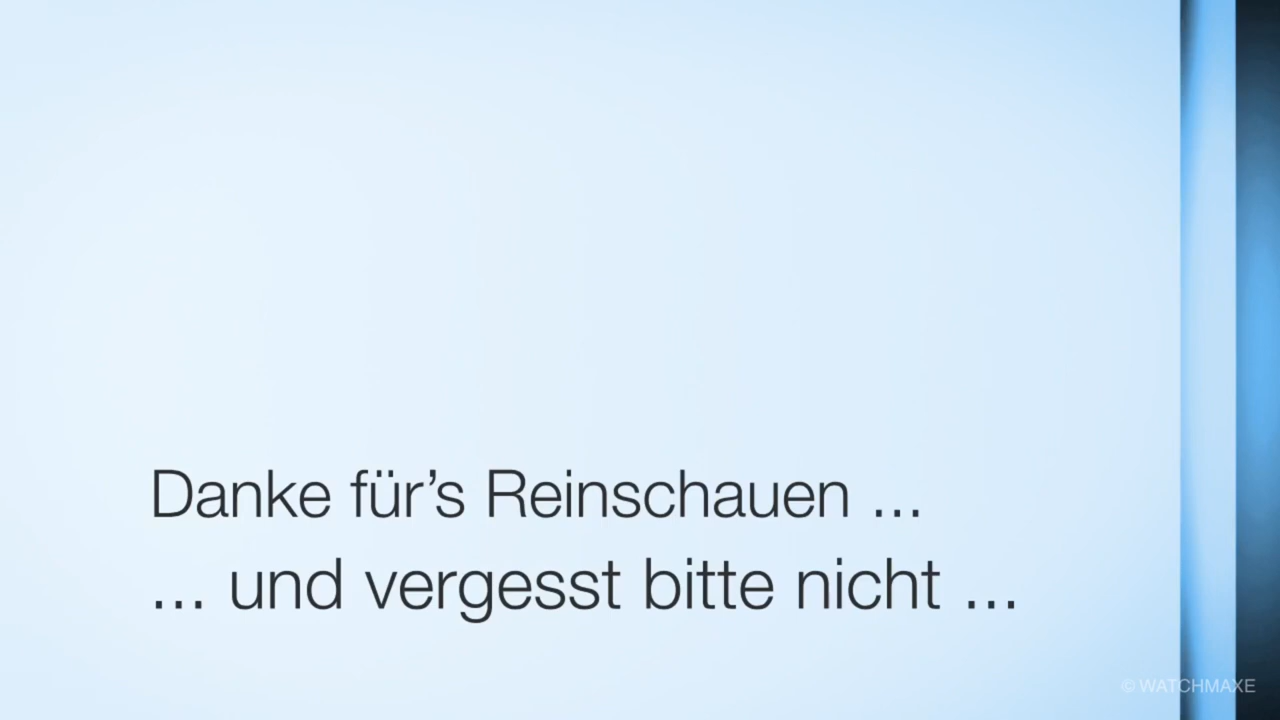 Danke für’s Reinschauen ...
... und vergesst bitte nicht ...
© WATCHMAXE